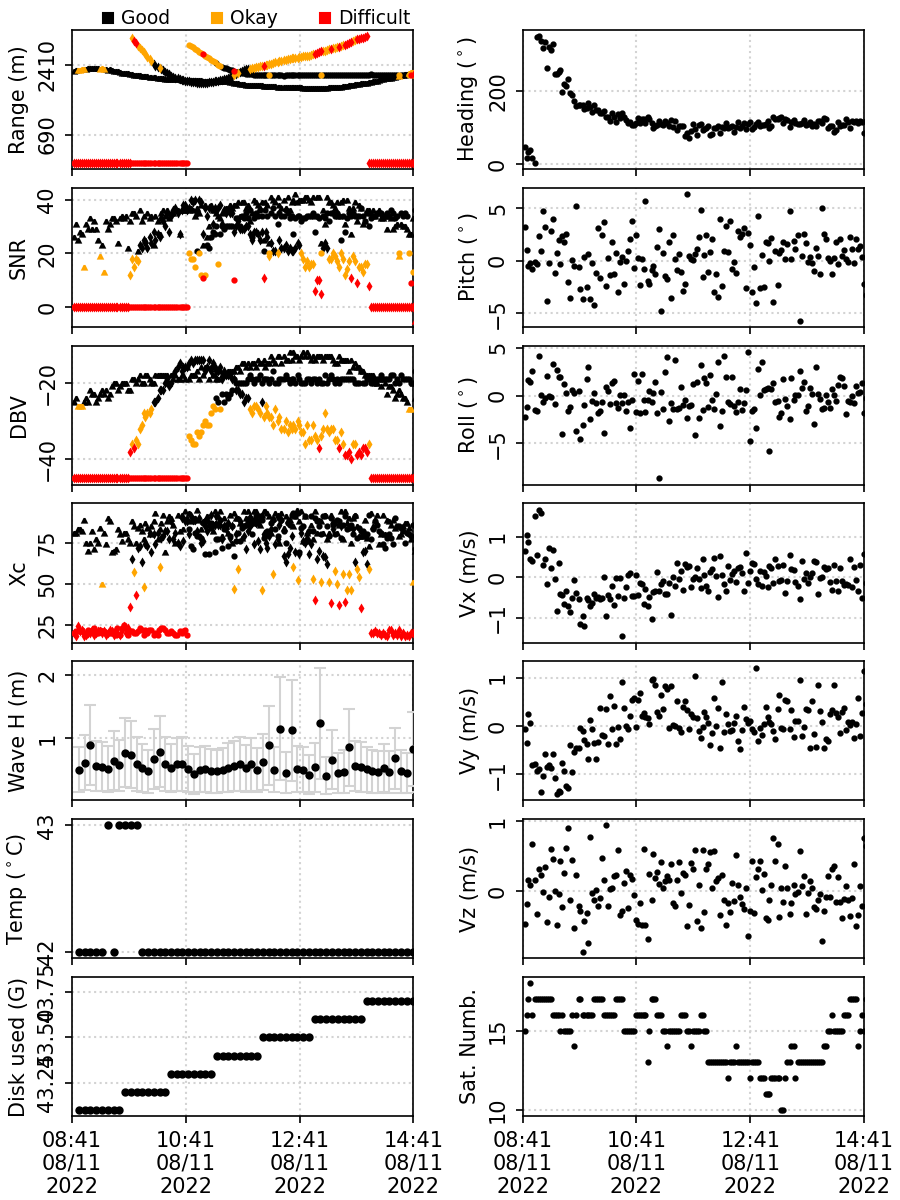 Good Okay Difficult
Range (m)
2410
690
Heading ( ° )
200
0
SNR
40
20
0
Pitch ( ° )
5
0
−5
DBV
−20
−40
Roll ( ° )
5
0
−5
Xc
75
50
25
Vx (m/s)
1
0
−1
Wave H (m)
2
1
Vy (m/s)
1
0
−1
Temp ( ° C)
43
42
Vz (m/s)
1
0
Disk used (G)
43.75
43.50
43.25
Sat. Numb.
15
10
08:41 10:41 12:41 14:41
08/11 08/11 08/11 08/11
2022 2022 2022 2022
08:41 10:41 12:41 14:41
08/11 08/11 08/11 08/11
2022 2022 2022 2022